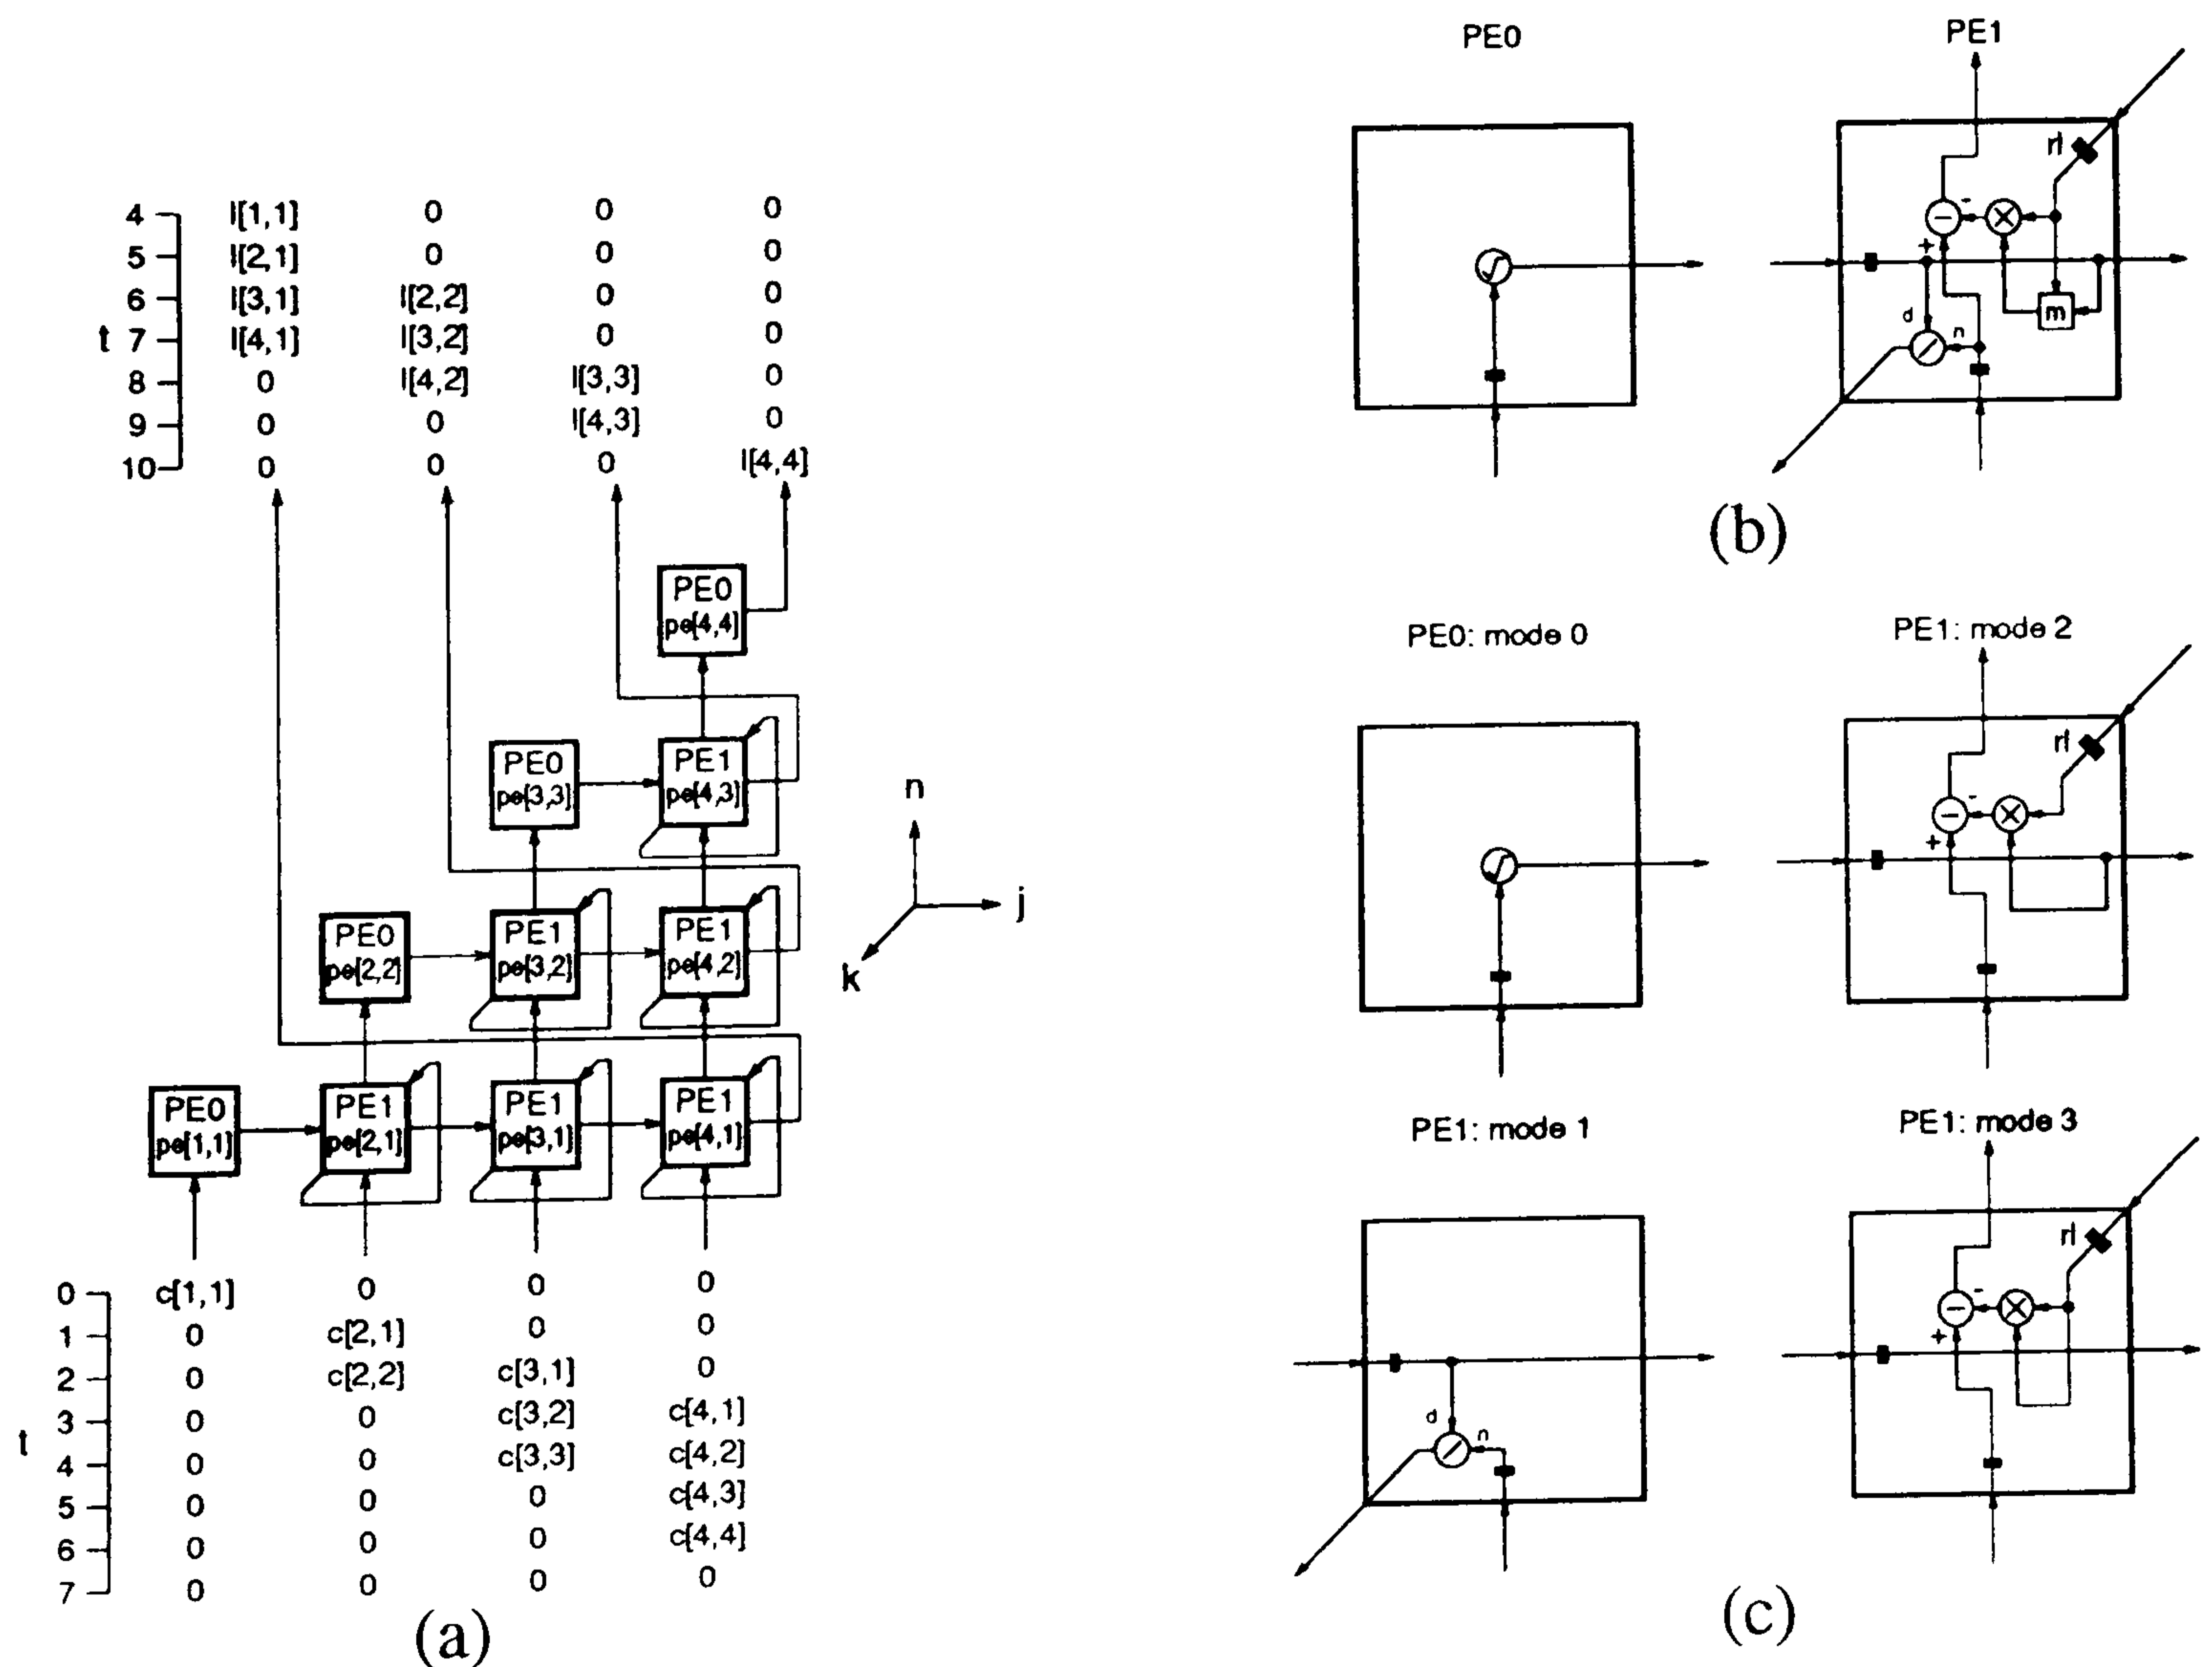 4 l[1,1] 0 0 0
5 l[2,1] 0 0 0
6 l[3,1] l[2,2] 0 0
t 7 l[4,1] l[3,2] 0 0
8 0 l[4,2] l[3,3] 0
9 0 0 l[4,3] 0
10 0 0 0 l[4,4]
PE0
pe[4,4]
PE0 PE1
pe[3,3] pe[4,3]
n
j
k
PE0 PE1 PE1
pe[2,2] pe[3,2] pe[4,2]
PE0 PE1 PE1 PE1
pe[1,1] pe[2,1] pe[3,1] pe[4,1]
0 c[1,1] 0 0 0
1 0 c[2,1] 0 0
2 0 c[2,2] c[3,1] 0
3 0 0 c[3,2] c[4,1]
t 4 0 0 c[3,3] c[4,2]
5 0 0 0 c[4,3]
6 0 0 0 c[4,4]
7 0 0 0 0
(a)
PE0 PE1
rl
-
+
m
d
n
(b)
PE0: mode 0 PE1: mode 2
rl
-
+
PE1: mode 1 PE1: mode 3
d
n
rl
-
+
(c)